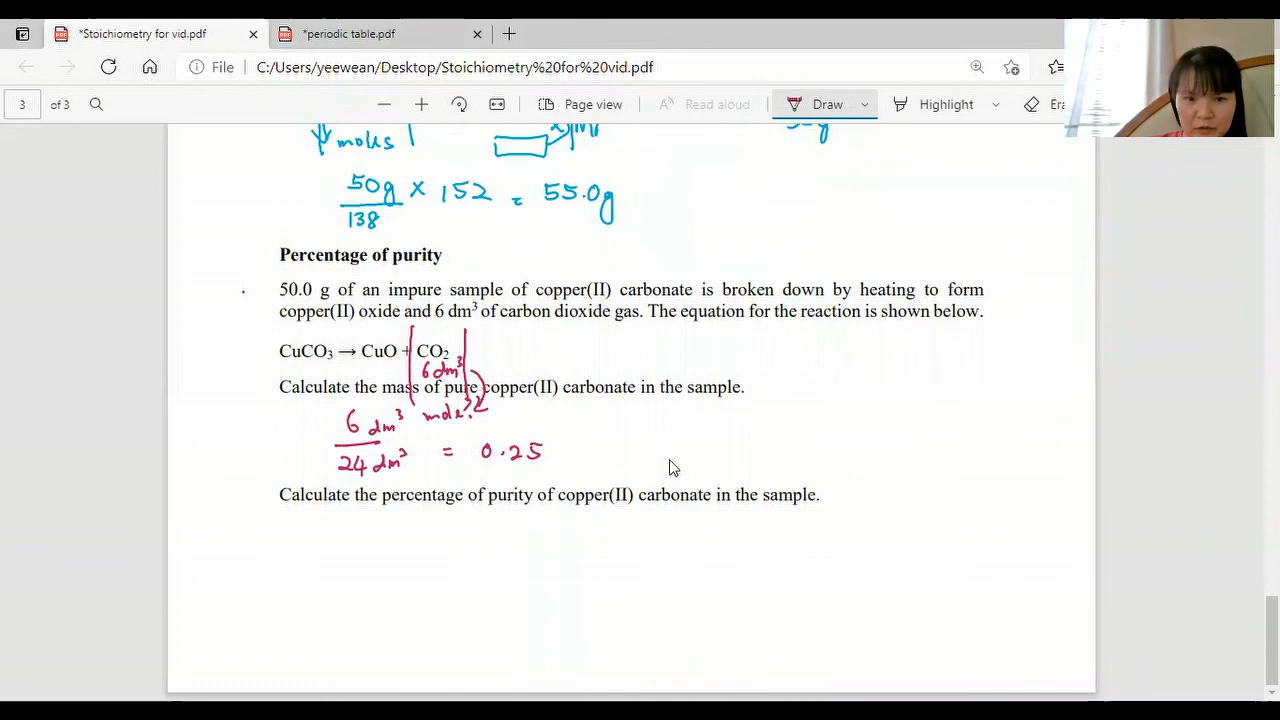 *Stoichiometry for vid.pdf
*periodic table.pdf
File C:/Users/yeewean/Desktop/Stoichiometry%20for%20vid.pdf
3 of 3 Page view Read aloud Draw Highlight
moles
50g × 152 = 55.0g
138
Percentage of purity
50.0 g of an impure sample of copper(II) carbonate is broken down by heating to form
copper(II) oxide and 6 dm³ of carbon dioxide gas. The equation for the reaction is shown below.
CuCO₃ → CuO + CO₂
6 dm³
Calculate the mass of pure copper(II) carbonate in the sample.
mole?
6 dm³
24 dm³ = 0.25
Calculate the percentage of purity of copper(II) carbonate in the sample.